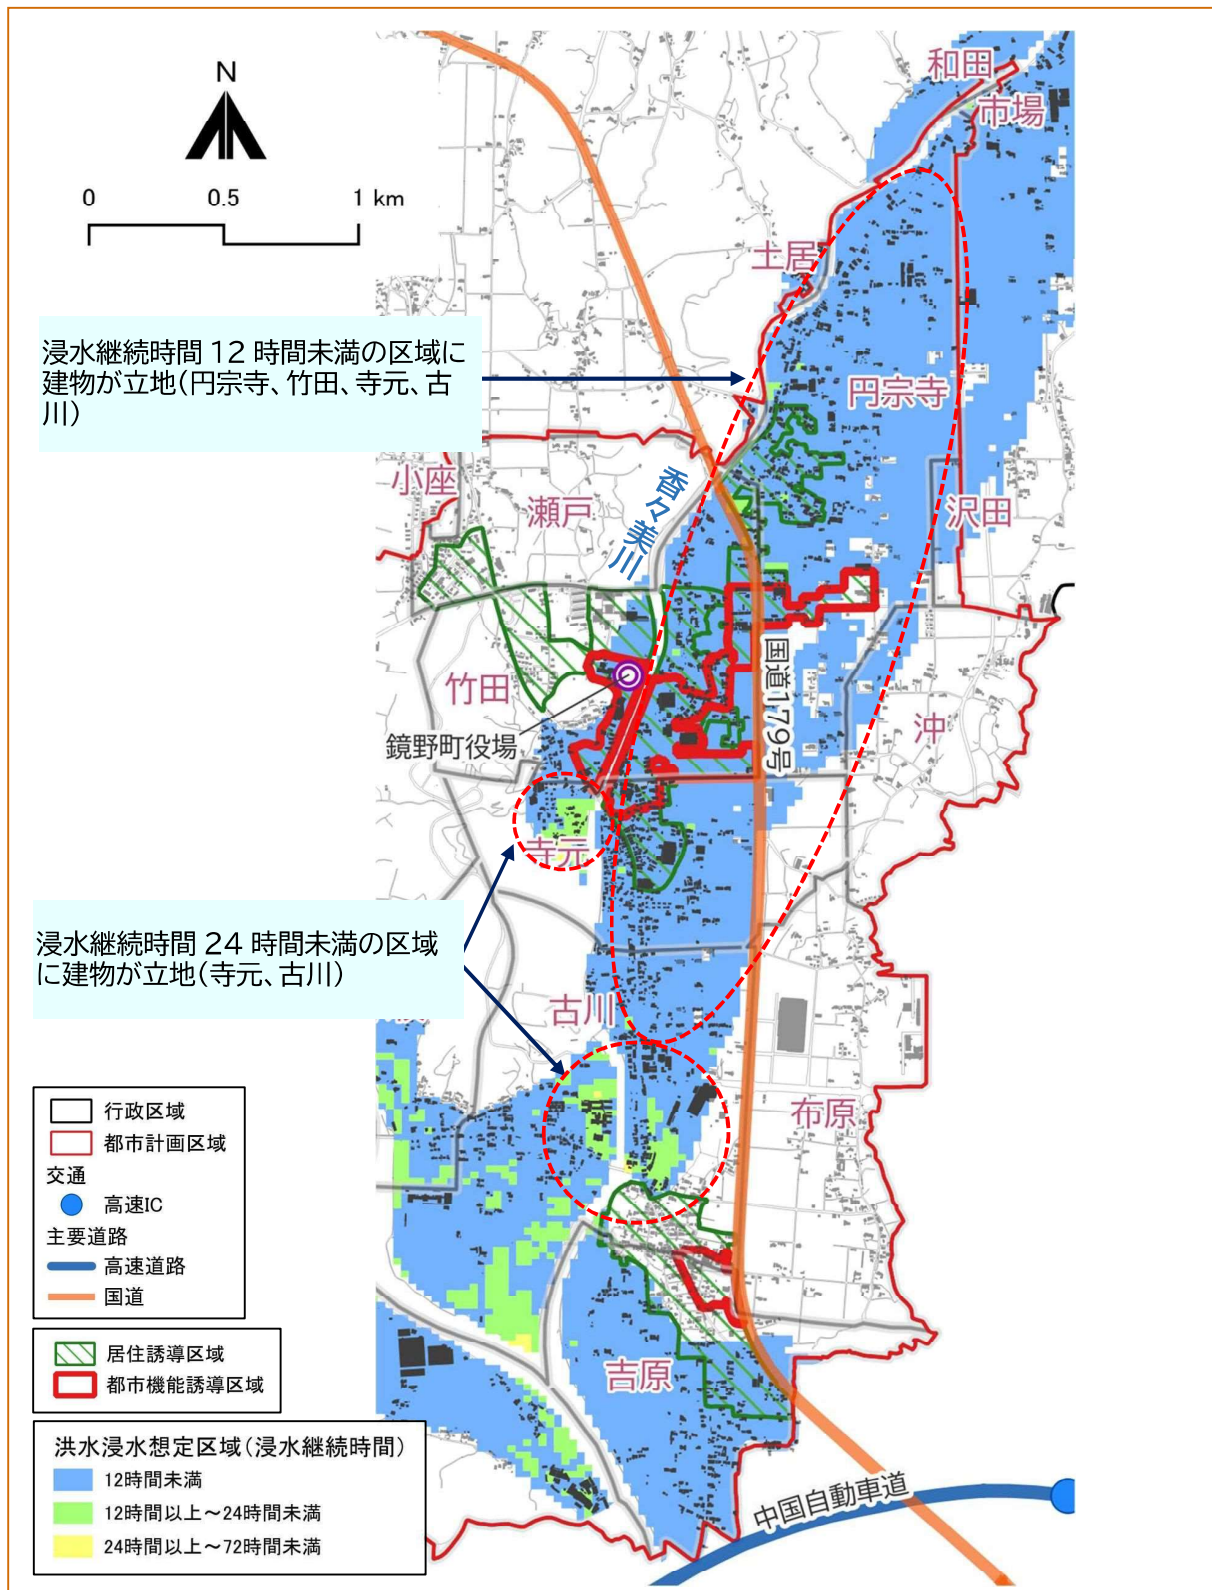 N
0 0.5 1 km
和田
市場
土居
浸水継続時間 12 時間未満の区域に
建物が立地(円宗寺、竹田、寺元、古
川)
円宗寺
小座
瀬戸
香々美川
沢田
国道179号
竹田
鏡野町役場
沖
寺元
浸水継続時間 24 時間未満の区域
に建物が立地(寺元、古川)
古川
布原
行政区域
都市計画区域
交通
高速IC
主要道路
高速道路
国道
居住誘導区域
都市機能誘導区域
吉原
洪水浸水想定区域(浸水継続時間)
12時間未満
12時間以上～24時間未満
24時間以上～72時間未満
中国自動車道